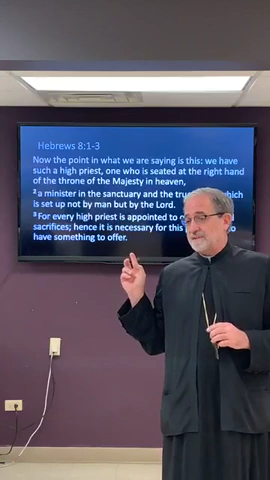 Hebrews 8:1-3
Now the point in what we are saying is this: we have
such a high priest, one who is seated at the right hand
of the throne of the Majesty in heaven,
2 a minister in the sanctuary and the true which
is set up not by man but by the Lord.
3 For every high priest is appointed to
sacrifices; hence it is necessary for this to
have something to offer.